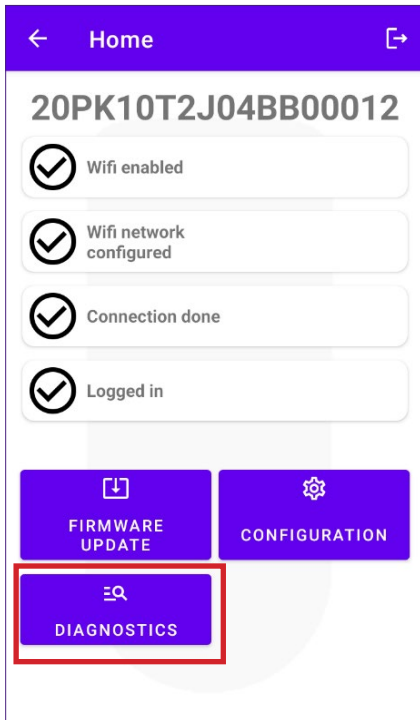 Home
20PK10T2J04BB00012
Wifi enabled
Wifi network
configured
Connection done
Logged in
FIRMWARE
UPDATE
CONFIGURATION
DIAGNOSTICS